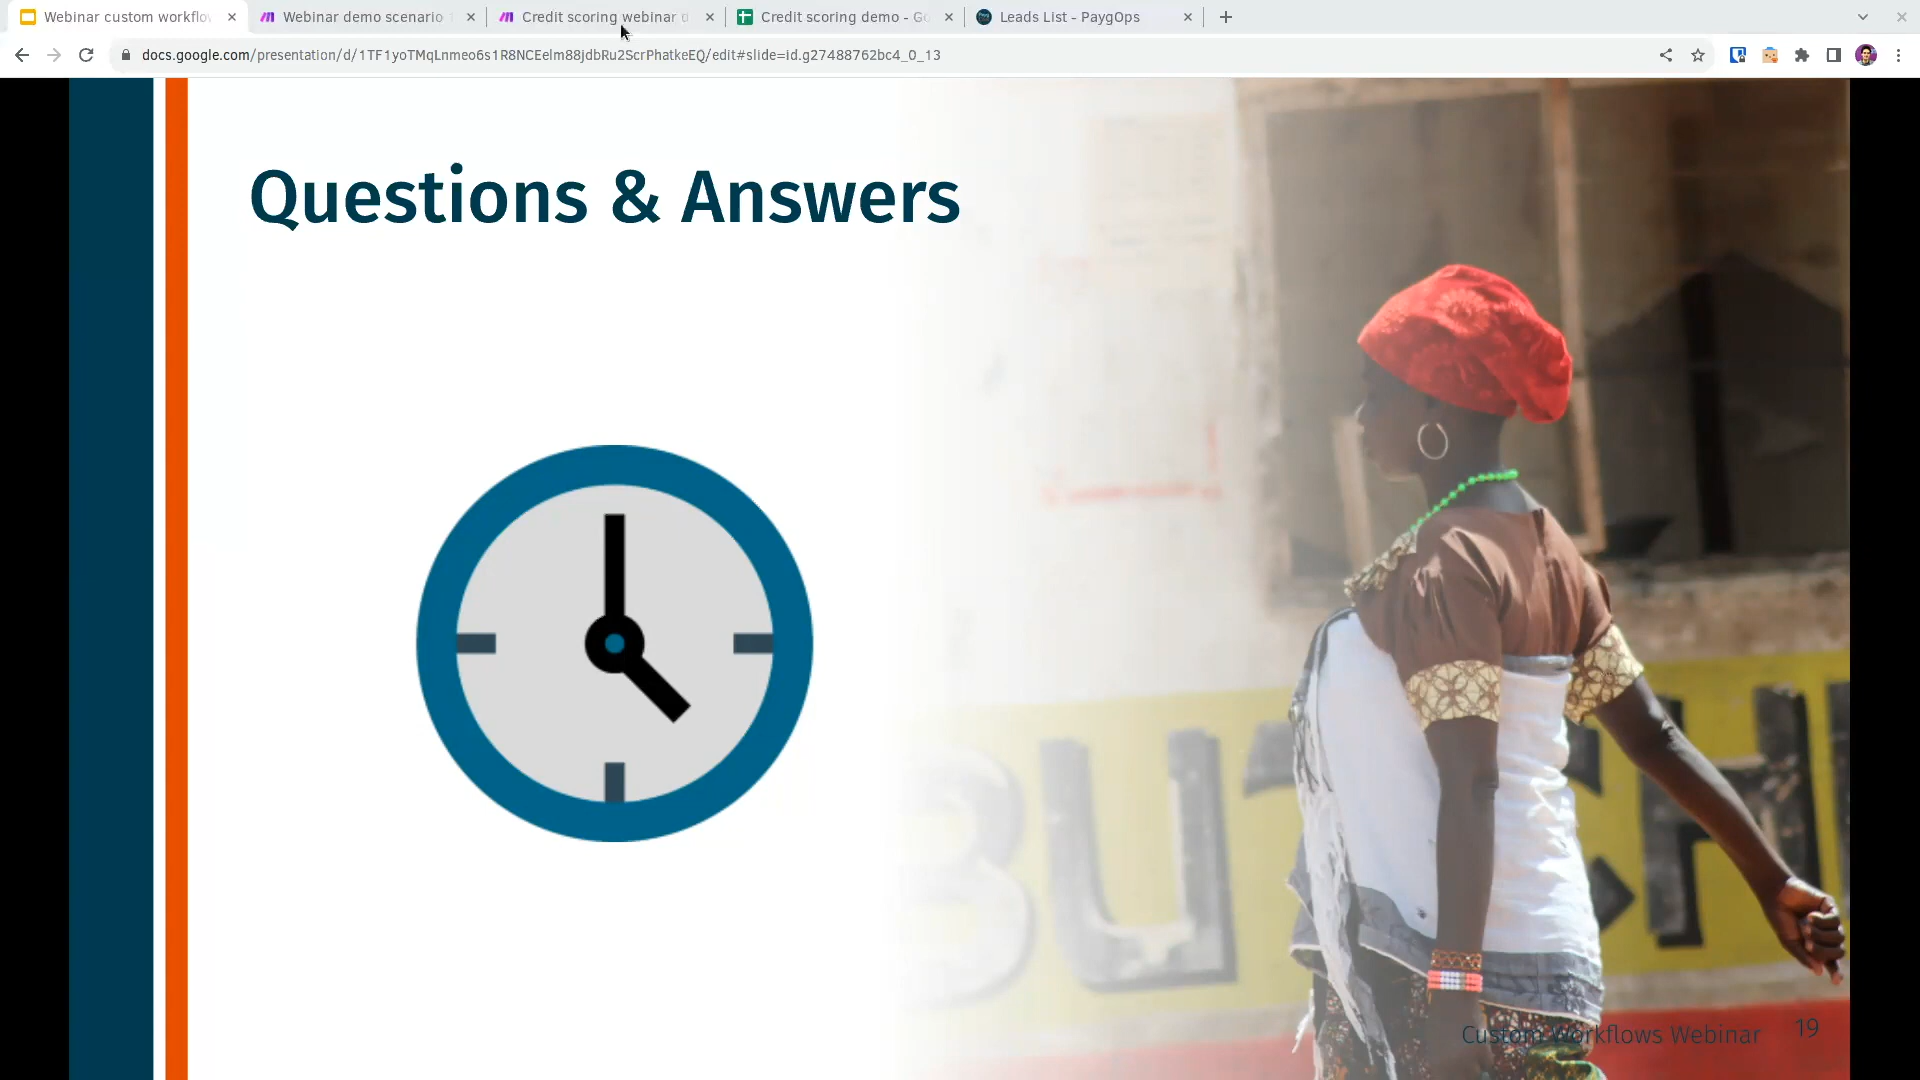 Webinar custom workflo
Webinar demo scenario
Credit scoring webinar d
Credit scoring demo - Go
Leads List - PaygOps
docs.google.com/presentation/d/1TF1yoTMqLnmeo6s1R8NCEelm88jdbRu2ScrPhatkeEQ/edit#slide=id.g27488762bc4_0_13
Questions & Answers
BUTCH
Custom Workflows Webinar
19